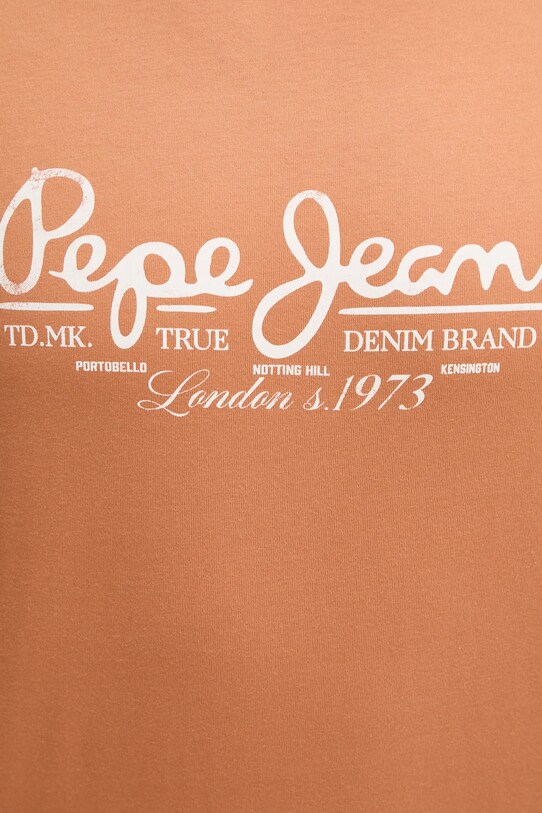 Pepe Jean
TD.MK. TRUE DENIM BRAND
PORTOBELLO NOTTING HILL KENSINGTON
London s.1973